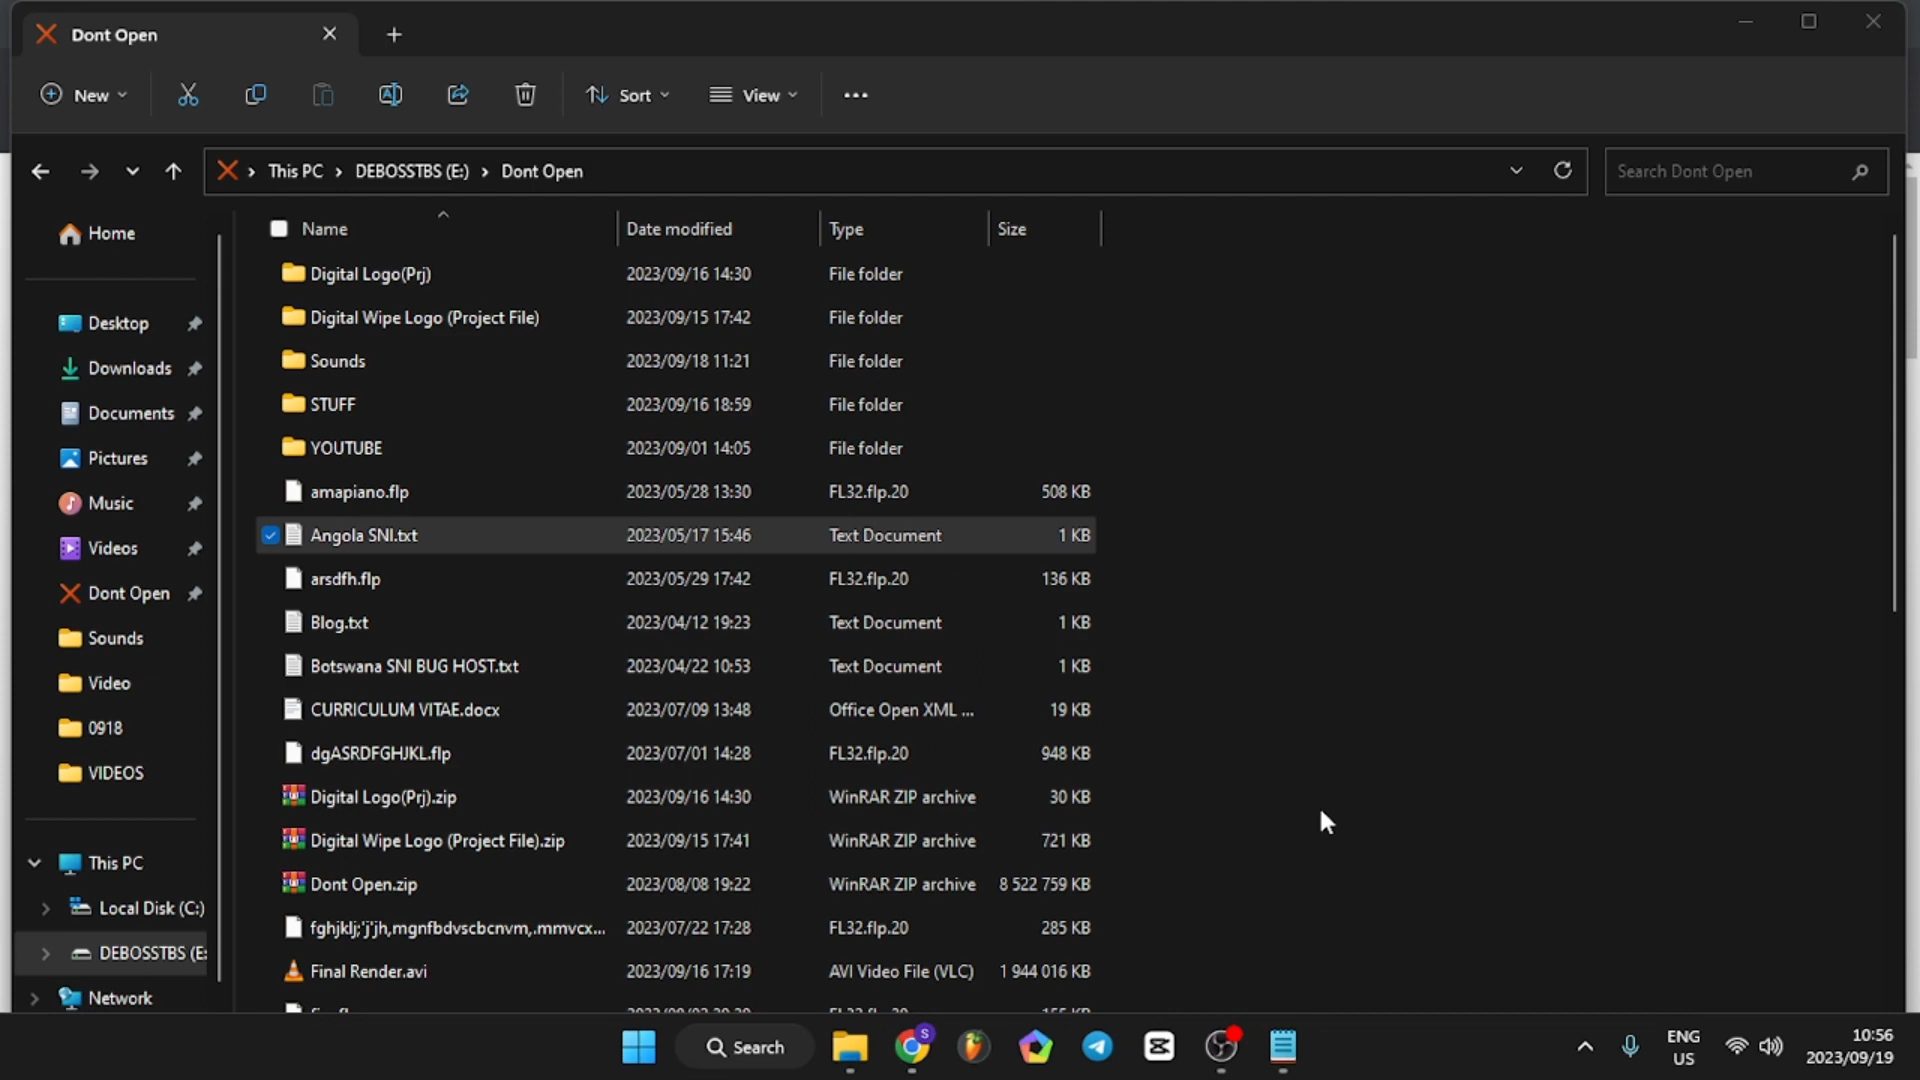 Dont Open
New
Sort
View
This PC > DEBOSSTBS (E:) > Dont Open
Search Dont Open
Home
Desktop
Downloads
Documents
Pictures
Music
Videos
Dont Open
Sounds
Video
0918
VIDEOS
This PC
Local Disk (C:)
DEBOSSTBS (E:
Network
Name Date modified Type Size
Digital Logo(Prj) 2023/09/16 14:30 File folder
Digital Wipe Logo (Project File) 2023/09/15 17:42 File folder
Sounds 2023/09/18 11:21 File folder
STUFF 2023/09/16 18:59 File folder
YOUTUBE 2023/09/01 14:05 File folder
amapiano.flp 2023/05/28 13:30 FL32.flp.20 508 KB
Angola SNI.txt 2023/05/17 15:46 Text Document 1 KB
arsdfh.flp 2023/05/29 17:42 FL32.flp.20 136 KB
Blog.txt 2023/04/12 19:23 Text Document 1 KB
Botswana SNI BUG HOST.txt 2023/04/22 10:53 Text Document 1 KB
CURRICULUM VITAE.docx 2023/07/09 13:48 Office Open XML ... 19 KB
dgASRDFGHJKL.flp 2023/07/01 14:28 FL32.flp.20 948 KB
Digital Logo(Prj).zip 2023/09/16 14:30 WinRAR ZIP archive 30 KB
Digital Wipe Logo (Project File).zip 2023/09/15 17:41 WinRAR ZIP archive 721 KB
Dont Open.zip 2023/08/08 19:22 WinRAR ZIP archive 8 522 759 KB
fghjklj;'j'jh,mgnfbdvscbcnvm,.mmvcx... 2023/07/22 17:28 FL32.flp.20 285 KB
Final Render.avi 2023/09/16 17:19 AVI Video File (VLC) 1 944 016 KB
Search
S
ENG
US
10:56
2023/09/19